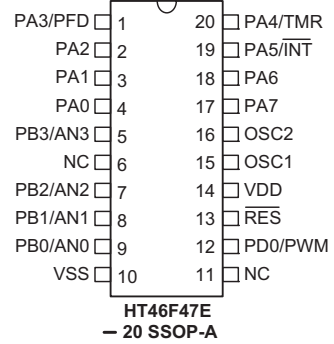 PA3/PFD 1 20 PA4/TMR
PA2 2 19 PA5/INT
PA1 3 18 PA6
PA0 4 17 PA7
PB3/AN3 5 16 OSC2
NC 6 15 OSC1
PB2/AN2 7 14 VDD
PB1/AN1 8 13 RES
PB0/AN0 9 12 PD0/PWM
VSS 10 11 NC
HT46F47E
– 20 SSOP-A